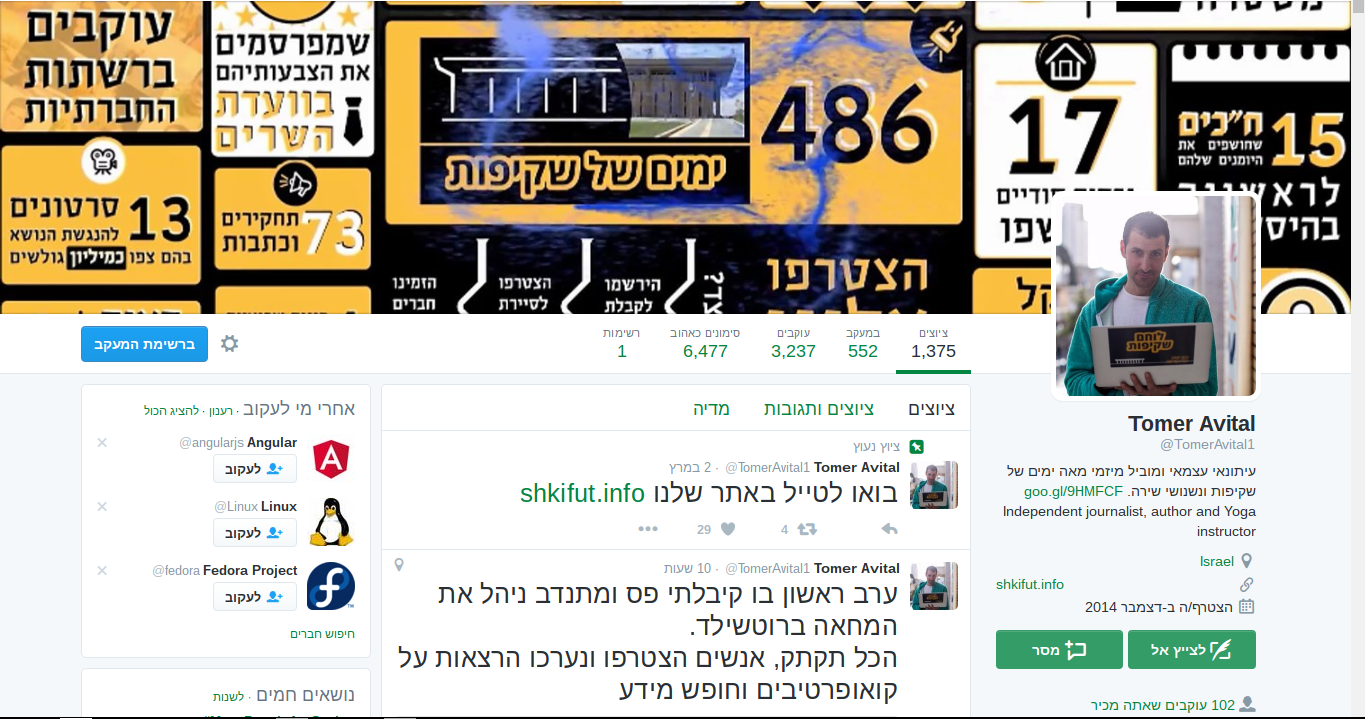 עוקבים
ברשתות
החברתיות
שמפרסמים
את הצבעותיהם
בוועדת
השרים
486
ימים של שקיפות
17
15 ח"כים
שחושפים את
היומנים שלהם
13 סרטונים
להנגשת הנושא
בהם צפו כמיליון גולשים
73 תחקירים
וכתבות
הזמינו
חברים
הצטרפו
לסיירת
הירשמו
לקבלת
הצטרפו
לוחם
שקיפות
ציוצים
1,375
במעקב
552
עוקבים
3,237
סימונים כאהוב
6,477
רשימות
1
ברשימת המעקב
Tomer Avital
@TomerAvital1
עיתונאי עצמאי ומוביל מיזמי מאה ימים של
שקיפות ונשנושי שירה. goo.gl/9HMFCF
Independent journalist, author and Yoga
instructor
Israel
shkifut.info
הצטרף/ה ב-דצמבר 2014
לצייץ אל
מסר
102 עוקבים שאתה מכיר
ציוצים
ציוצים ותגובות
מדיה
ציוץ נעוץ
Tomer Avital @TomerAvital1 · 2 במרץ
בואו לטייל באתר שלנו shkifut.info
4
29
Tomer Avital @TomerAvital1 · 10 שעות
ערב ראשון בו קיבלתי פס ומתנדב ניהל את
המחאה ברוטשילד.
הכל תקתק, אנשים הצטרפו ונערכו הרצאות על
קואופרטיבים וחופש מידע
אחרי מי לעקוב · רענון · להציג הכול
Angular @angularjs
לעקוב
Linux @Linux
לעקוב
Fedora Project @fedora
לעקוב
חיפוש חברים
נושאים חמים · לשנות